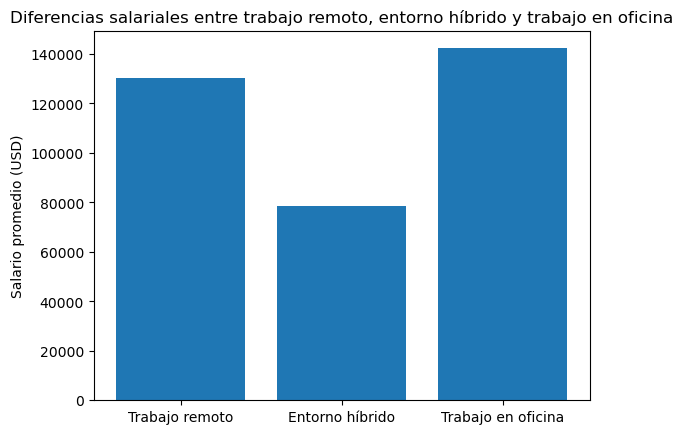 Diferencias salariales entre trabajo remoto, entorno híbrido y trabajo en oficina
140000
120000
100000
80000
60000
40000
20000
0
Salario promedio (USD)
Trabajo remoto
Entorno híbrido
Trabajo en oficina